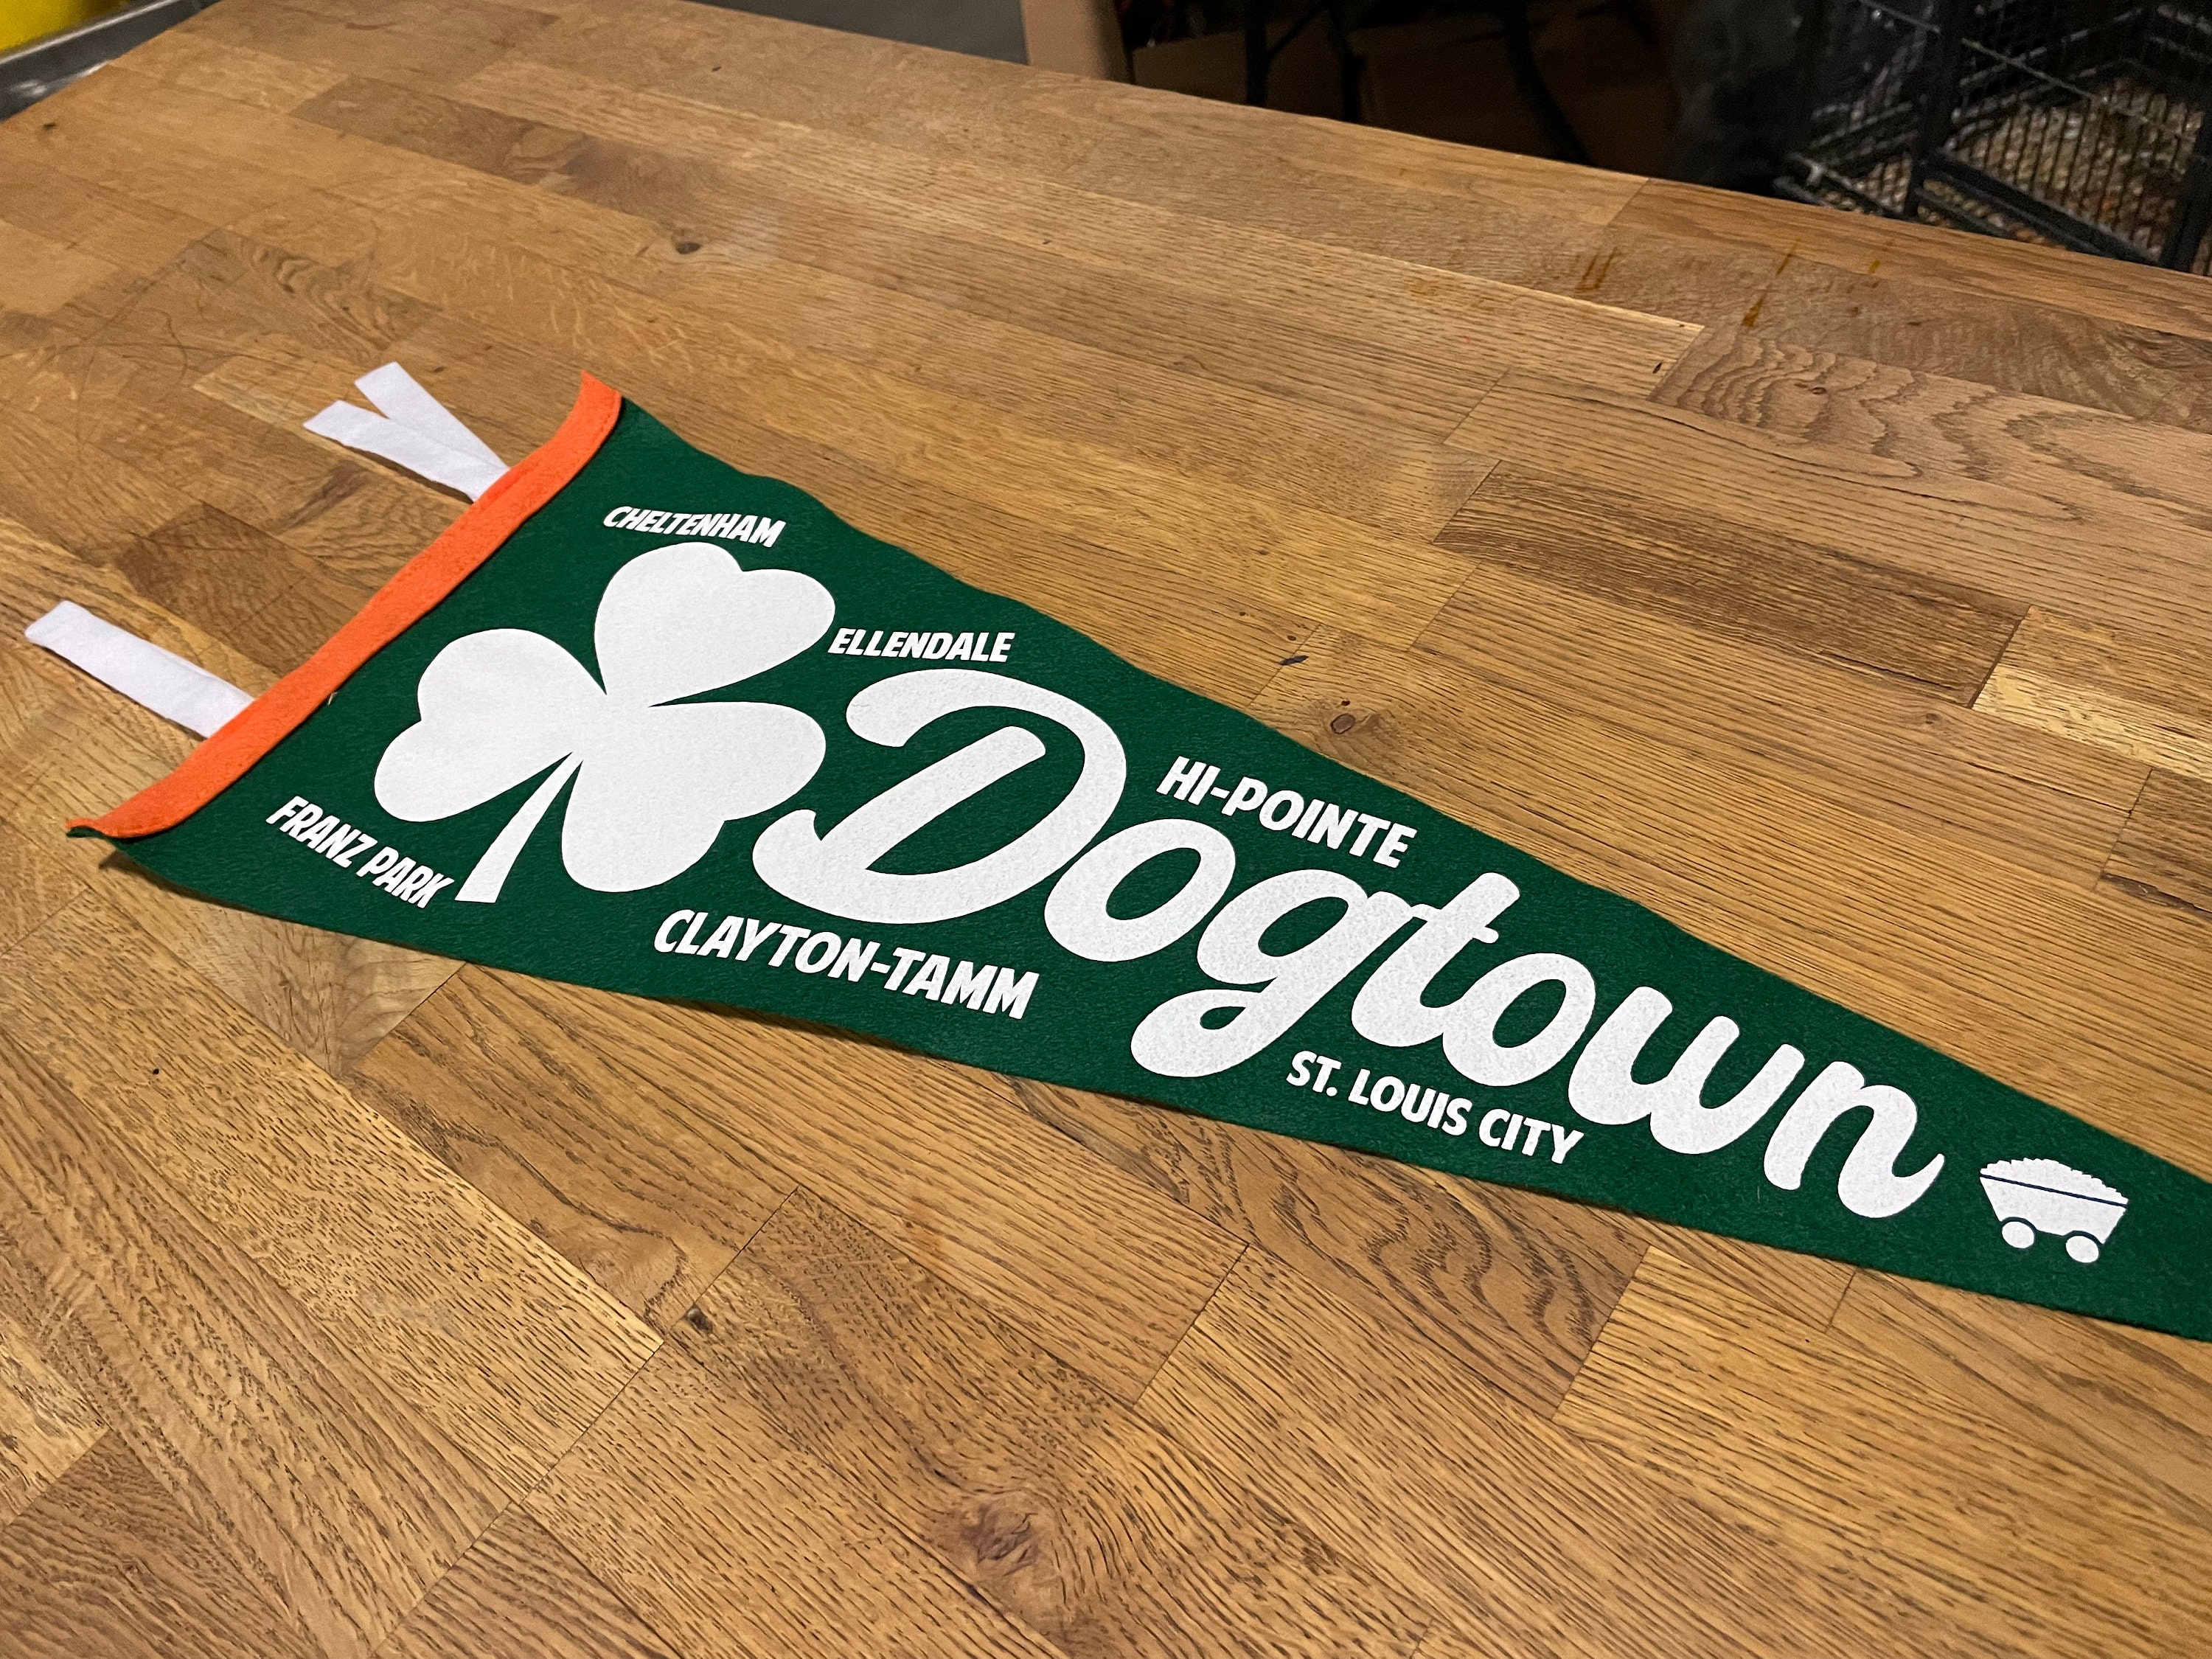 CHELTENHAM
ELLENDALE
HI-POINTE
Dogtown
FRANZ PARK
CLAYTON-TAMM
ST. LOUIS CITY